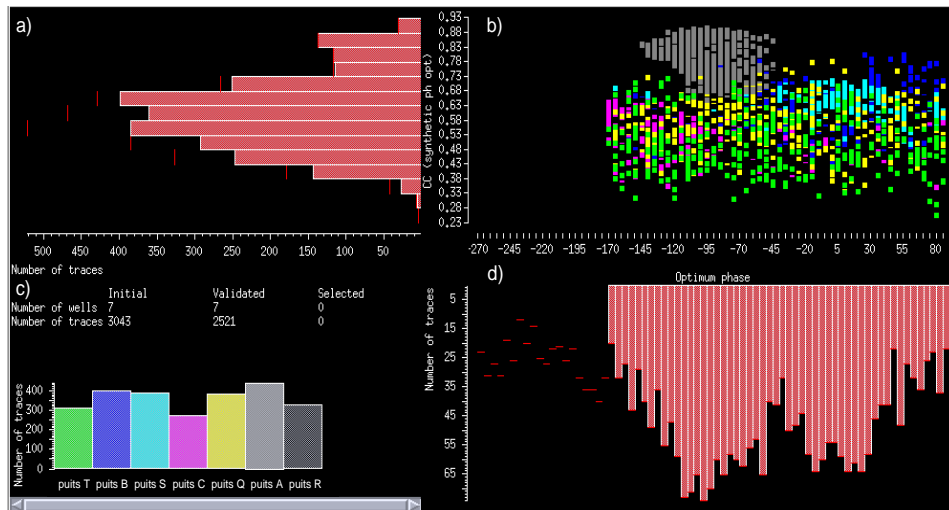 a)
0.93
0.88
0.83
0.78
0.73
0.68
0.63
0.58
0.53
0.48
0.43
0.38
0.33
0.28
0.23
CC (synthetic ph opt)
500 400 300 250 200 150 100 50
Number of traces
b)
-270 -245 -220 -195 -170 -145 -120 -95 -70 -45 -20 5 30 55 80
Optimum phase
c)
Initial Validated Selected
Number of wells 7 7 0
Number of traces 3043 2521 0
Number of traces
400
300
200
100
0
puits T puits B puits S puits C puits Q puits A puits R
d)
Number of traces
5
15
25
35
45
55
65